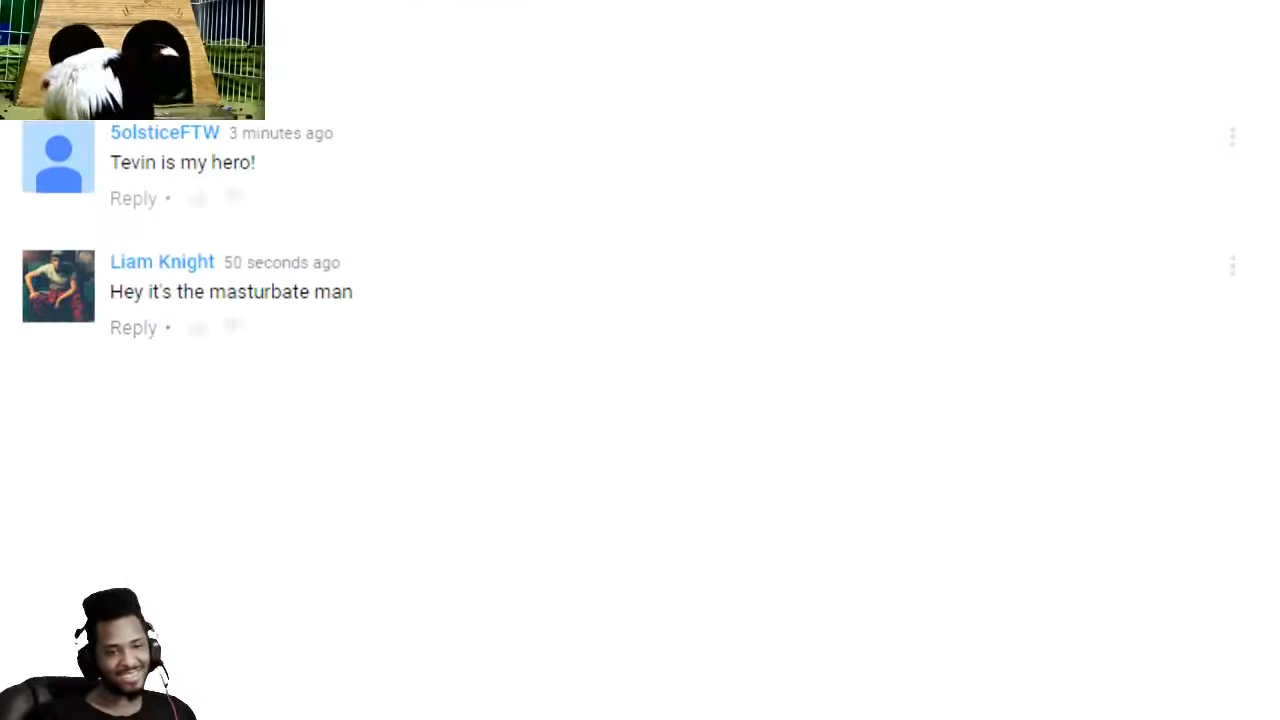 5olsticeFTW 3 minutes ago
Tevin is my hero!
Reply •
Liam Knight 50 seconds ago
Hey it's the masturbate man
Reply •